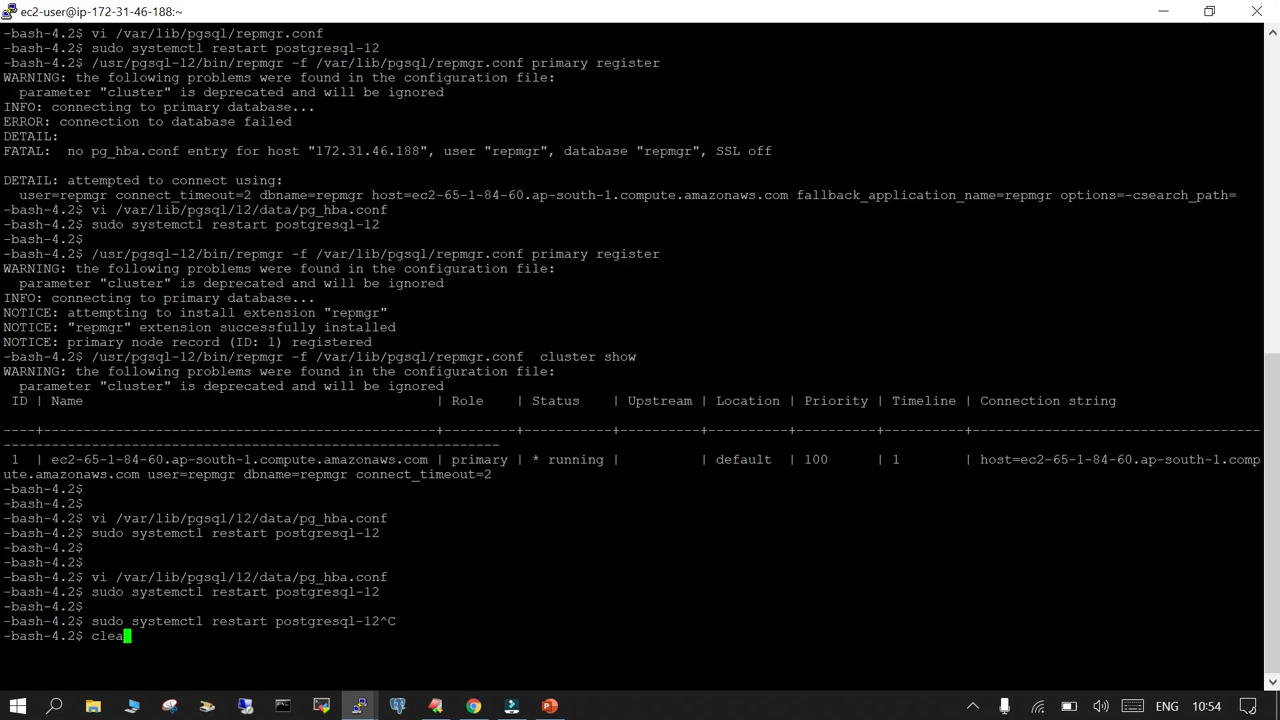 ec2-user@ip-172-31-46-188:~
-bash-4.2$ vi /var/lib/pgsql/repmgr.conf
-bash-4.2$ sudo systemctl restart postgresql-12
-bash-4.2$ /usr/pgsql-12/bin/repmgr -f /var/lib/pgsql/repmgr.conf primary register
WARNING: the following problems were found in the configuration file:
  parameter "cluster" is deprecated and will be ignored
INFO: connecting to primary database...
ERROR: connection to database failed
DETAIL:
FATAL:  no pg_hba.conf entry for host "172.31.46.188", user "repmgr", database "repmgr", SSL off
DETAIL: attempted to connect using:
  user=repmgr connect_timeout=2 dbname=repmgr host=ec2-65-1-84-60.ap-south-1.compute.amazonaws.com fallback_application_name=repmgr options=-csearch_path=
-bash-4.2$ vi /var/lib/pgsql/12/data/pg_hba.conf
-bash-4.2$ sudo systemctl restart postgresql-12
-bash-4.2$
-bash-4.2$ /usr/pgsql-12/bin/repmgr -f /var/lib/pgsql/repmgr.conf primary register
WARNING: the following problems were found in the configuration file:
  parameter "cluster" is deprecated and will be ignored
INFO: connecting to primary database...
NOTICE: attempting to install extension "repmgr"
NOTICE: "repmgr" extension successfully installed
NOTICE: primary node record (ID: 1) registered
-bash-4.2$ /usr/pgsql-12/bin/repmgr -f /var/lib/pgsql/repmgr.conf  cluster show
WARNING: the following problems were found in the configuration file:
  parameter "cluster" is deprecated and will be ignored
 ID | Name | Role | Status | Upstream | Location | Priority | Timeline | Connection string
 1 | ec2-65-1-84-60.ap-south-1.compute.amazonaws.com | primary | * running | | default | 100 | 1 | host=ec2-65-1-84-60.ap-south-1.comp
ute.amazonaws.com user=repmgr dbname=repmgr connect_timeout=2
-bash-4.2$
-bash-4.2$
-bash-4.2$ vi /var/lib/pgsql/12/data/pg_hba.conf
-bash-4.2$ sudo systemctl restart postgresql-12
-bash-4.2$
-bash-4.2$
-bash-4.2$ vi /var/lib/pgsql/12/data/pg_hba.conf
-bash-4.2$ sudo systemctl restart postgresql-12
-bash-4.2$
-bash-4.2$ sudo systemctl restart postgresql-12^C
-bash-4.2$ clea
ENG 10:54